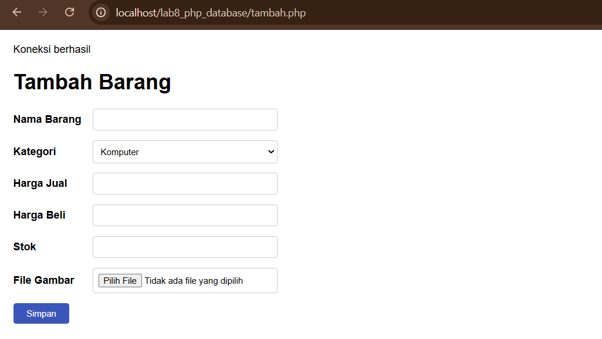 localhost/lab8_php_database/tambah.php
Koneksi berhasil
Tambah Barang
Nama Barang
Kategori Komputer
Harga Jual
Harga Beli
Stok
File Gambar Pilih File Tidak ada file yang dipilih
Simpan